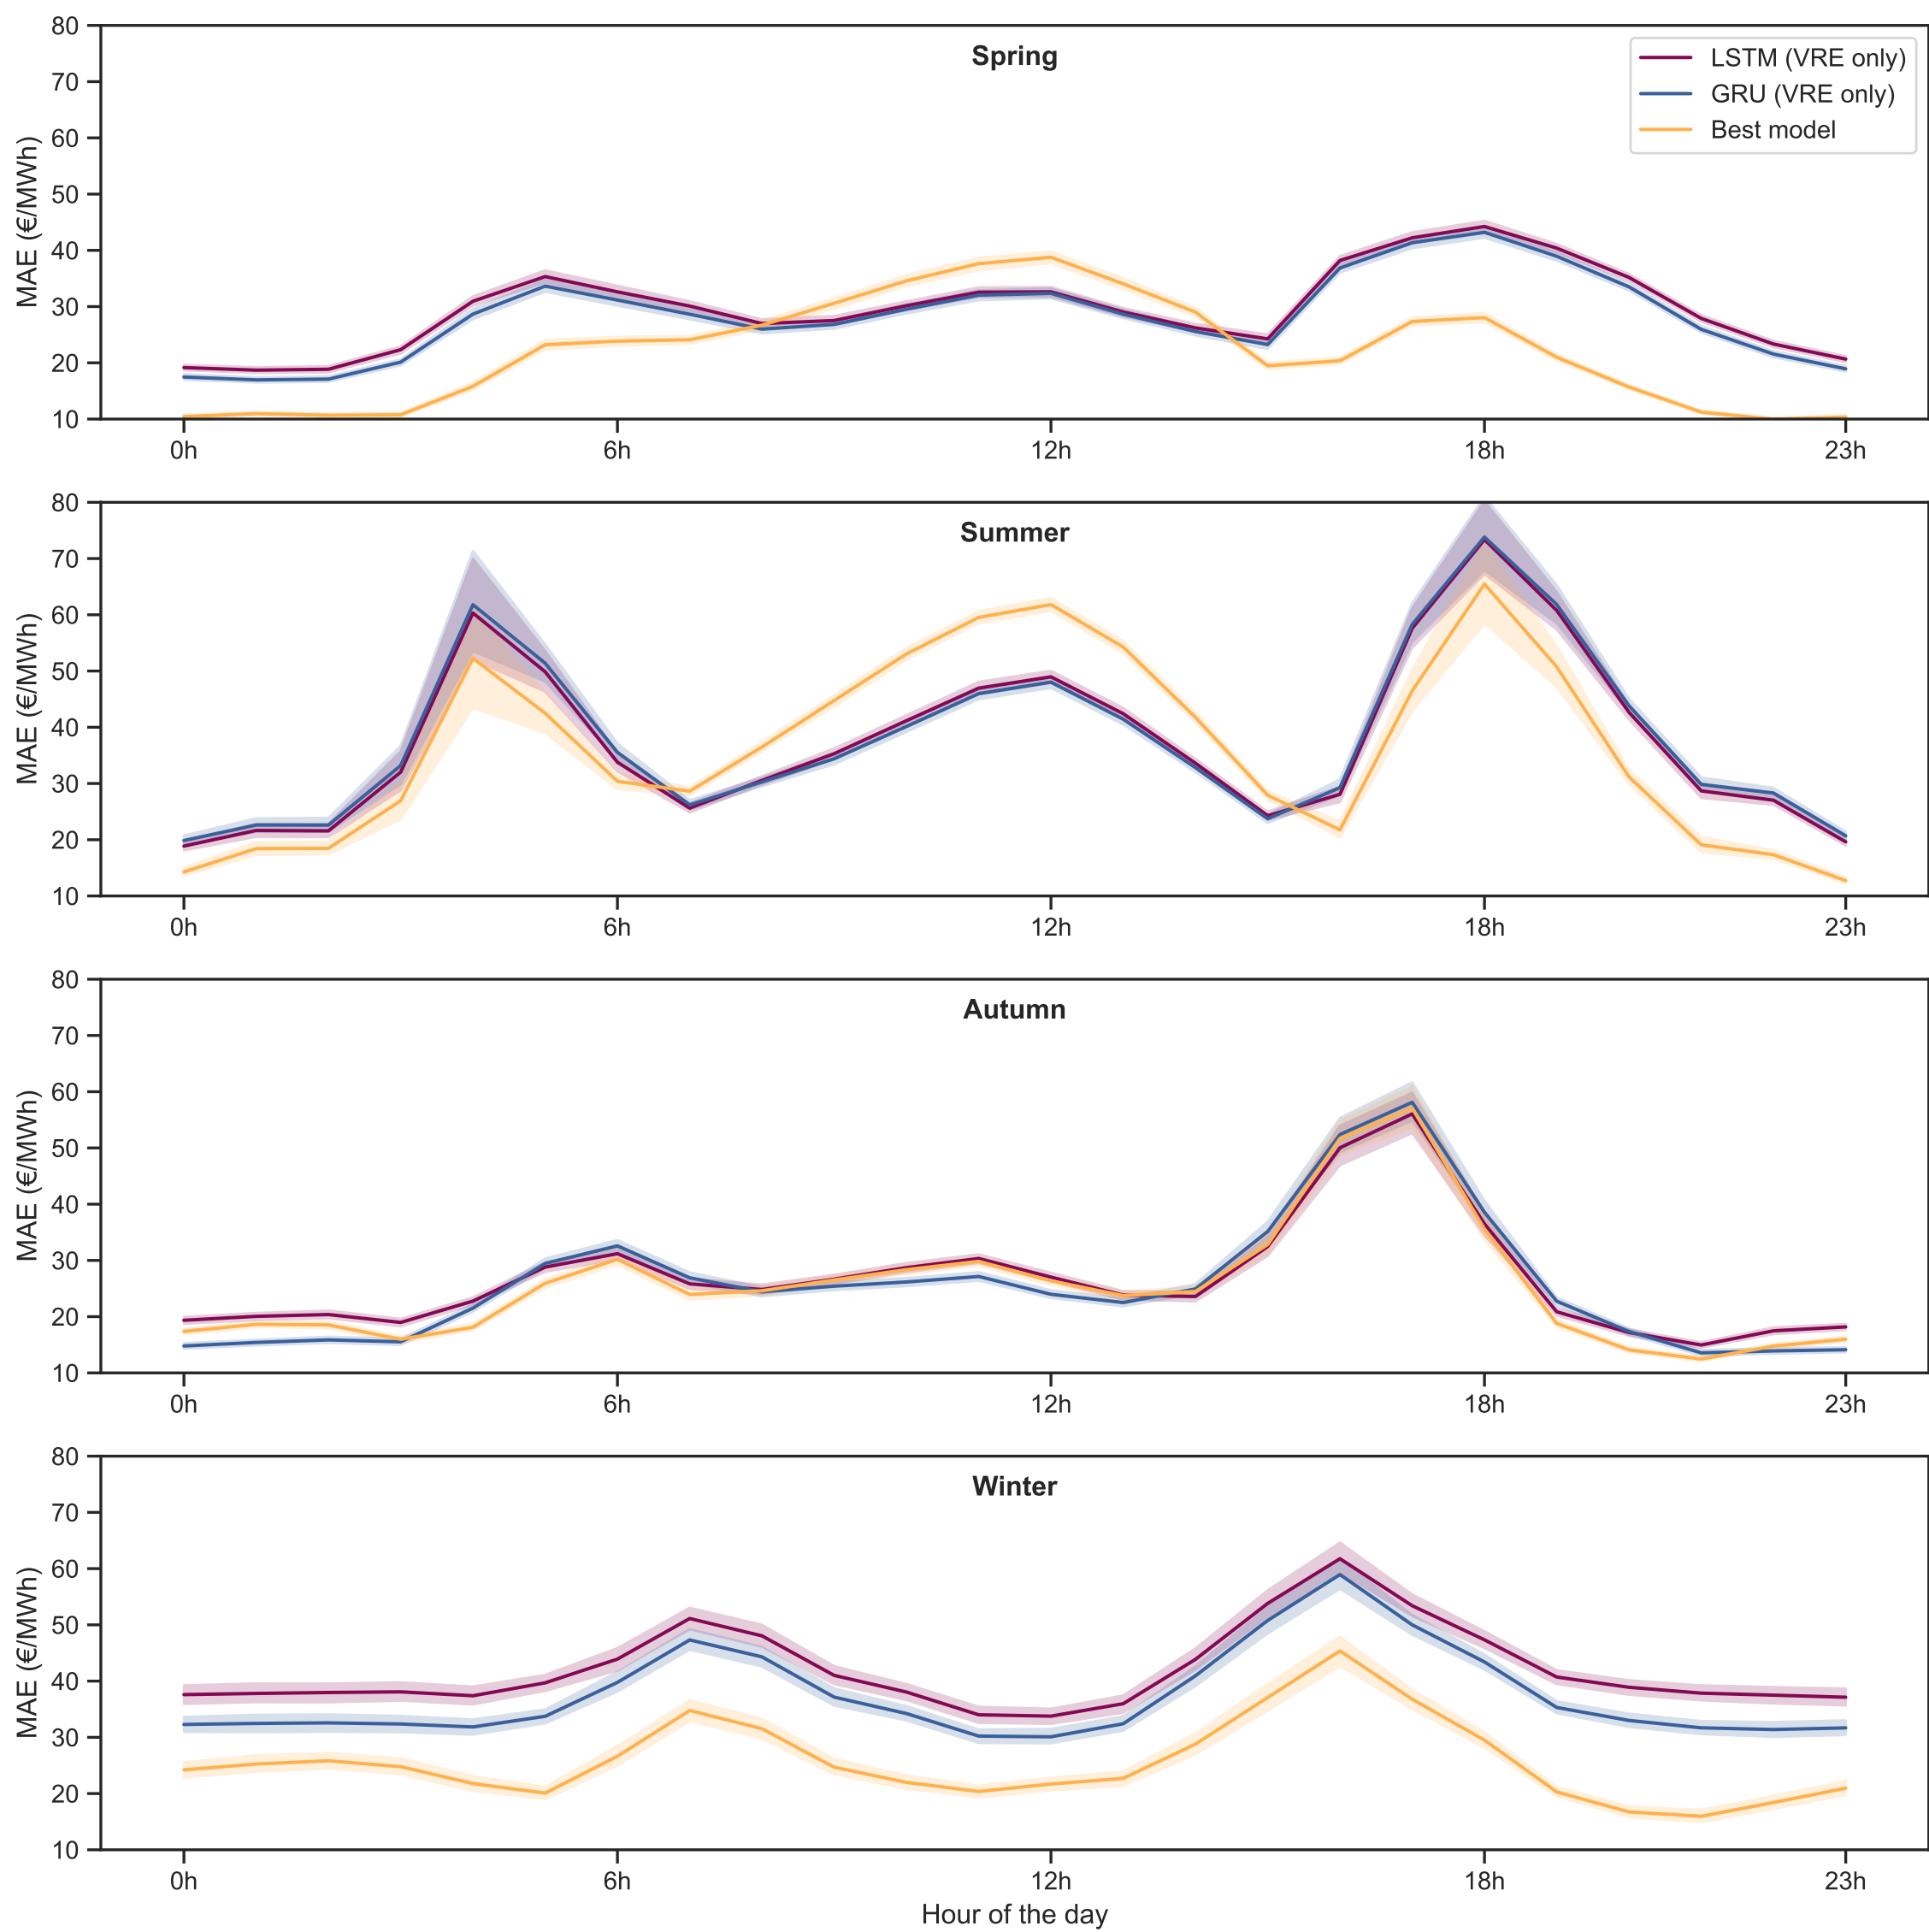 Spring
LSTM (VRE only)
GRU (VRE only)
Best model
MAE (€/MWh)
80
70
60
50
40
30
20
10
0h 6h 12h 18h 23h
Summer
MAE (€/MWh)
80
70
60
50
40
30
20
10
0h 6h 12h 18h 23h
Autumn
MAE (€/MWh)
80
70
60
50
40
30
20
10
0h 6h 12h 18h 23h
Winter
MAE (€/MWh)
80
70
60
50
40
30
20
10
0h 6h 12h 18h 23h
Hour of the day